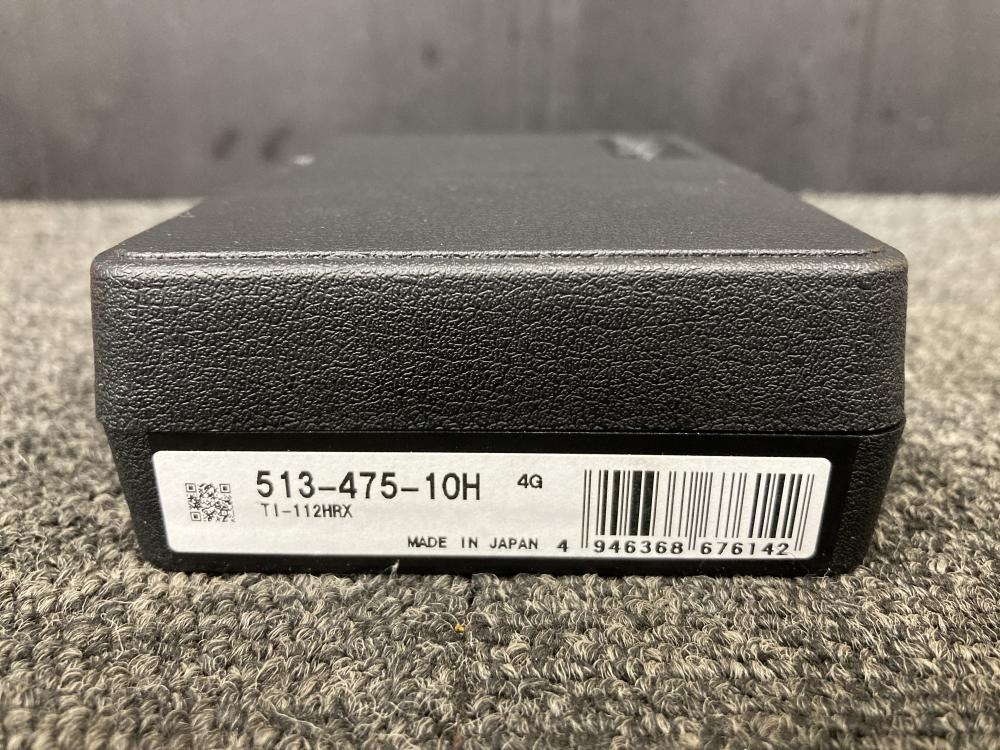 513-475-10H 4G
TI-112HRX
MADE IN JAPAN 4 946368 676142